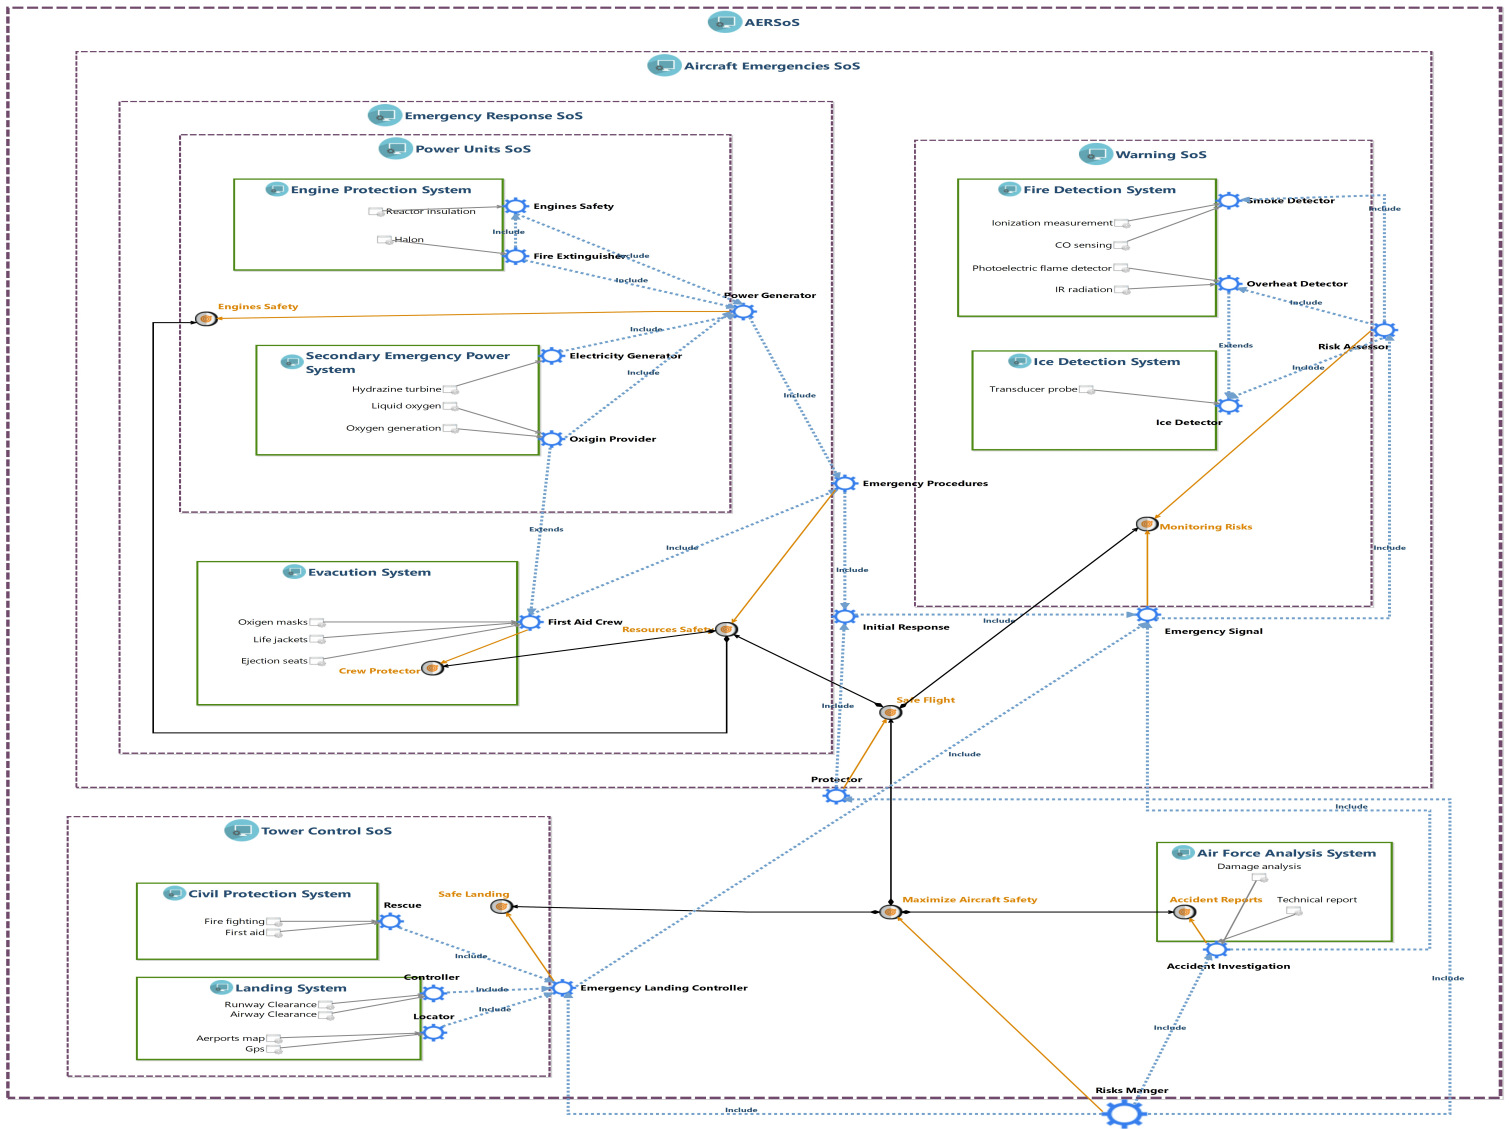 AERSoS
Aircraft Emergencies SoS
Emergency Response SoS
Power Units SoS
Engine Protection System
Reactor insulation
Halon
Engines Safety
Include
Fire Extinguisher
Include
Include
Power Generator
Engines Safety
Secondary Emergency Power
System
Hydrazine turbine
Liquid oxygen
Oxygen generation
Include
Electricity Generator
Include
Oxigin Provider
Include
Emergency Procedures
Extends
Include
Include
Evacution System
Oxigen masks
Life jackets
Ejection seats
First Aid Crew
Crew Protector
Resources Safety
Initial Response
Include
Warning SoS
Fire Detection System
Ionization measurement
CO sensing
Photoelectric flame detector
IR radiation
Smoke Detector
Include
Overheat Detector
Include
Extends
Risk Assessor
Include
Ice Detection System
Transducer probe
Ice Detector
Monitoring Risks
Include
Emergency Signal
Safe Flight
Include
Include
Protector
Include
Tower Control SoS
Civil Protection System
Fire fighting
First aid
Rescue
Safe Landing
Include
Landing System
Runway Clearance
Airway Clearance
Aerports map
Gps
Controller
Include
Locator
Include
Emergency Landing Controller
Maximize Aircraft Safety
Air Force Analysis System
Damage analysis
Accident Reports
Technical report
Accident Investigation
Include
Include
Risks Manger
Include